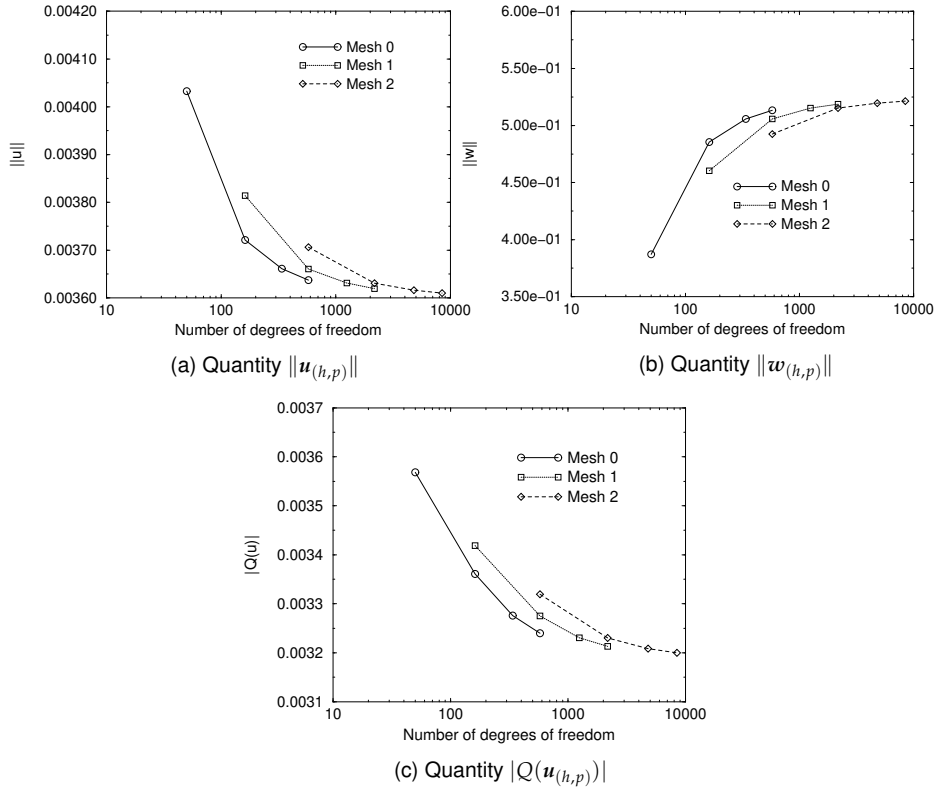 0.00420
0.00410
0.00400
0.00390
0.00380
0.00370
0.00360
||u||
Mesh 0
Mesh 1
Mesh 2
10
100
1000
10000
Number of degrees of freedom
(a) Quantity ‖u(h,p)‖
6.00e−01
5.50e−01
5.00e−01
4.50e−01
4.00e−01
3.50e−01
||w||
Mesh 0
Mesh 1
Mesh 2
10
100
1000
10000
Number of degrees of freedom
(b) Quantity ‖w(h,p)‖
0.0037
0.0036
0.0035
0.0034
0.0033
0.0032
0.0031
|Q(u)|
Mesh 0
Mesh 1
Mesh 2
10
100
1000
10000
Number of degrees of freedom
(c) Quantity |Q(u(h,p))|